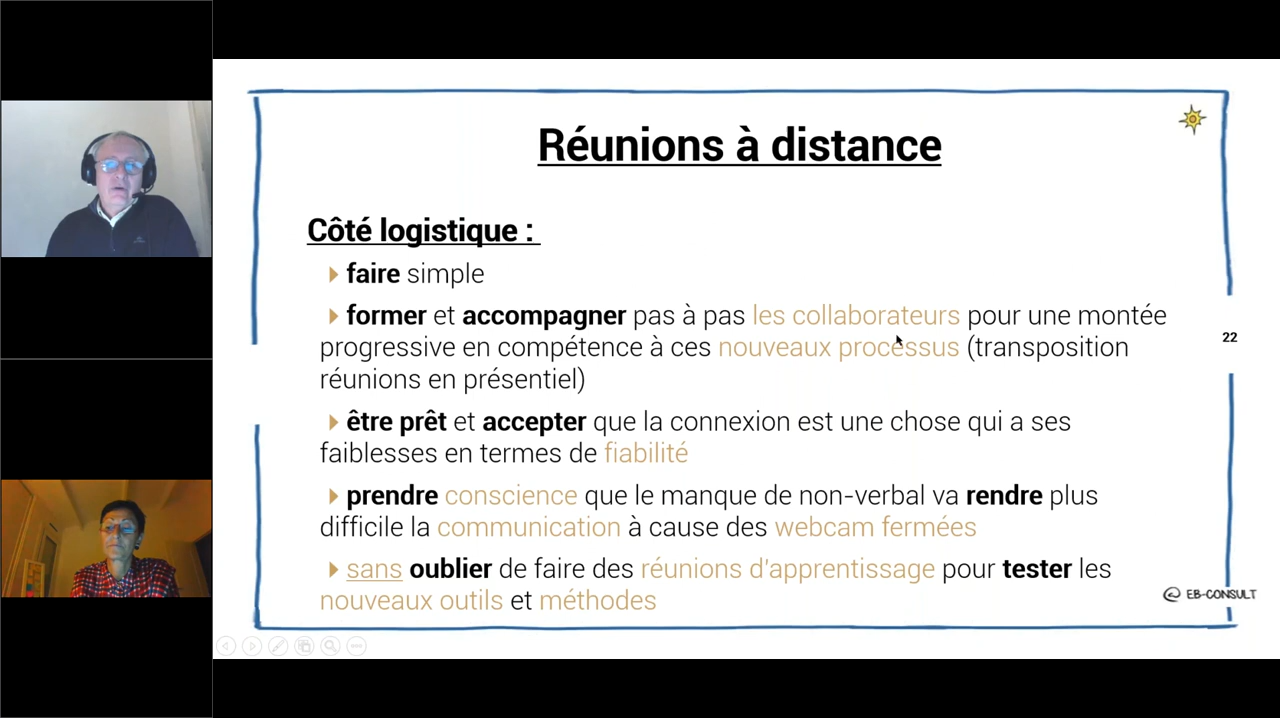 Réunions à distance
Côté logistique :
faire simple
former et accompagner pas à pas les collaborateurs pour une montée
progressive en compétence à ces nouveaux processus (transposition
réunions en présentiel)
être prêt et accepter que la connexion est une chose qui a ses
faiblesses en termes de fiabilité
prendre conscience que le manque de non-verbal va rendre plus
difficile la communication à cause des webcam fermées
sans oublier de faire des réunions d'apprentissage pour tester les
nouveaux outils et méthodes
22
EB-CONSULT